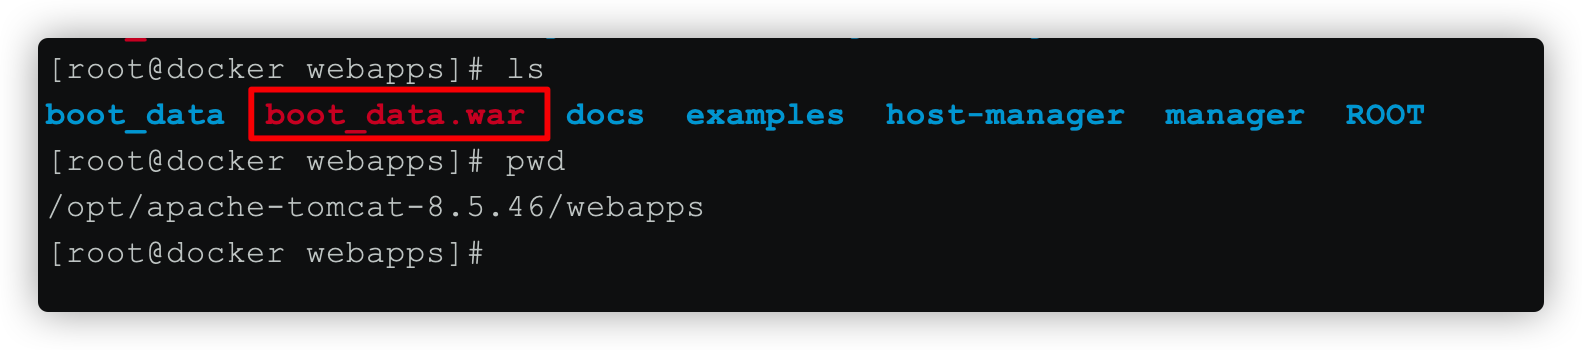 [root@docker webapps]# ls
boot_data boot_data.war docs examples host-manager manager ROOT
[root@docker webapps]# pwd
/opt/apache-tomcat-8.5.46/webapps
[root@docker webapps]#